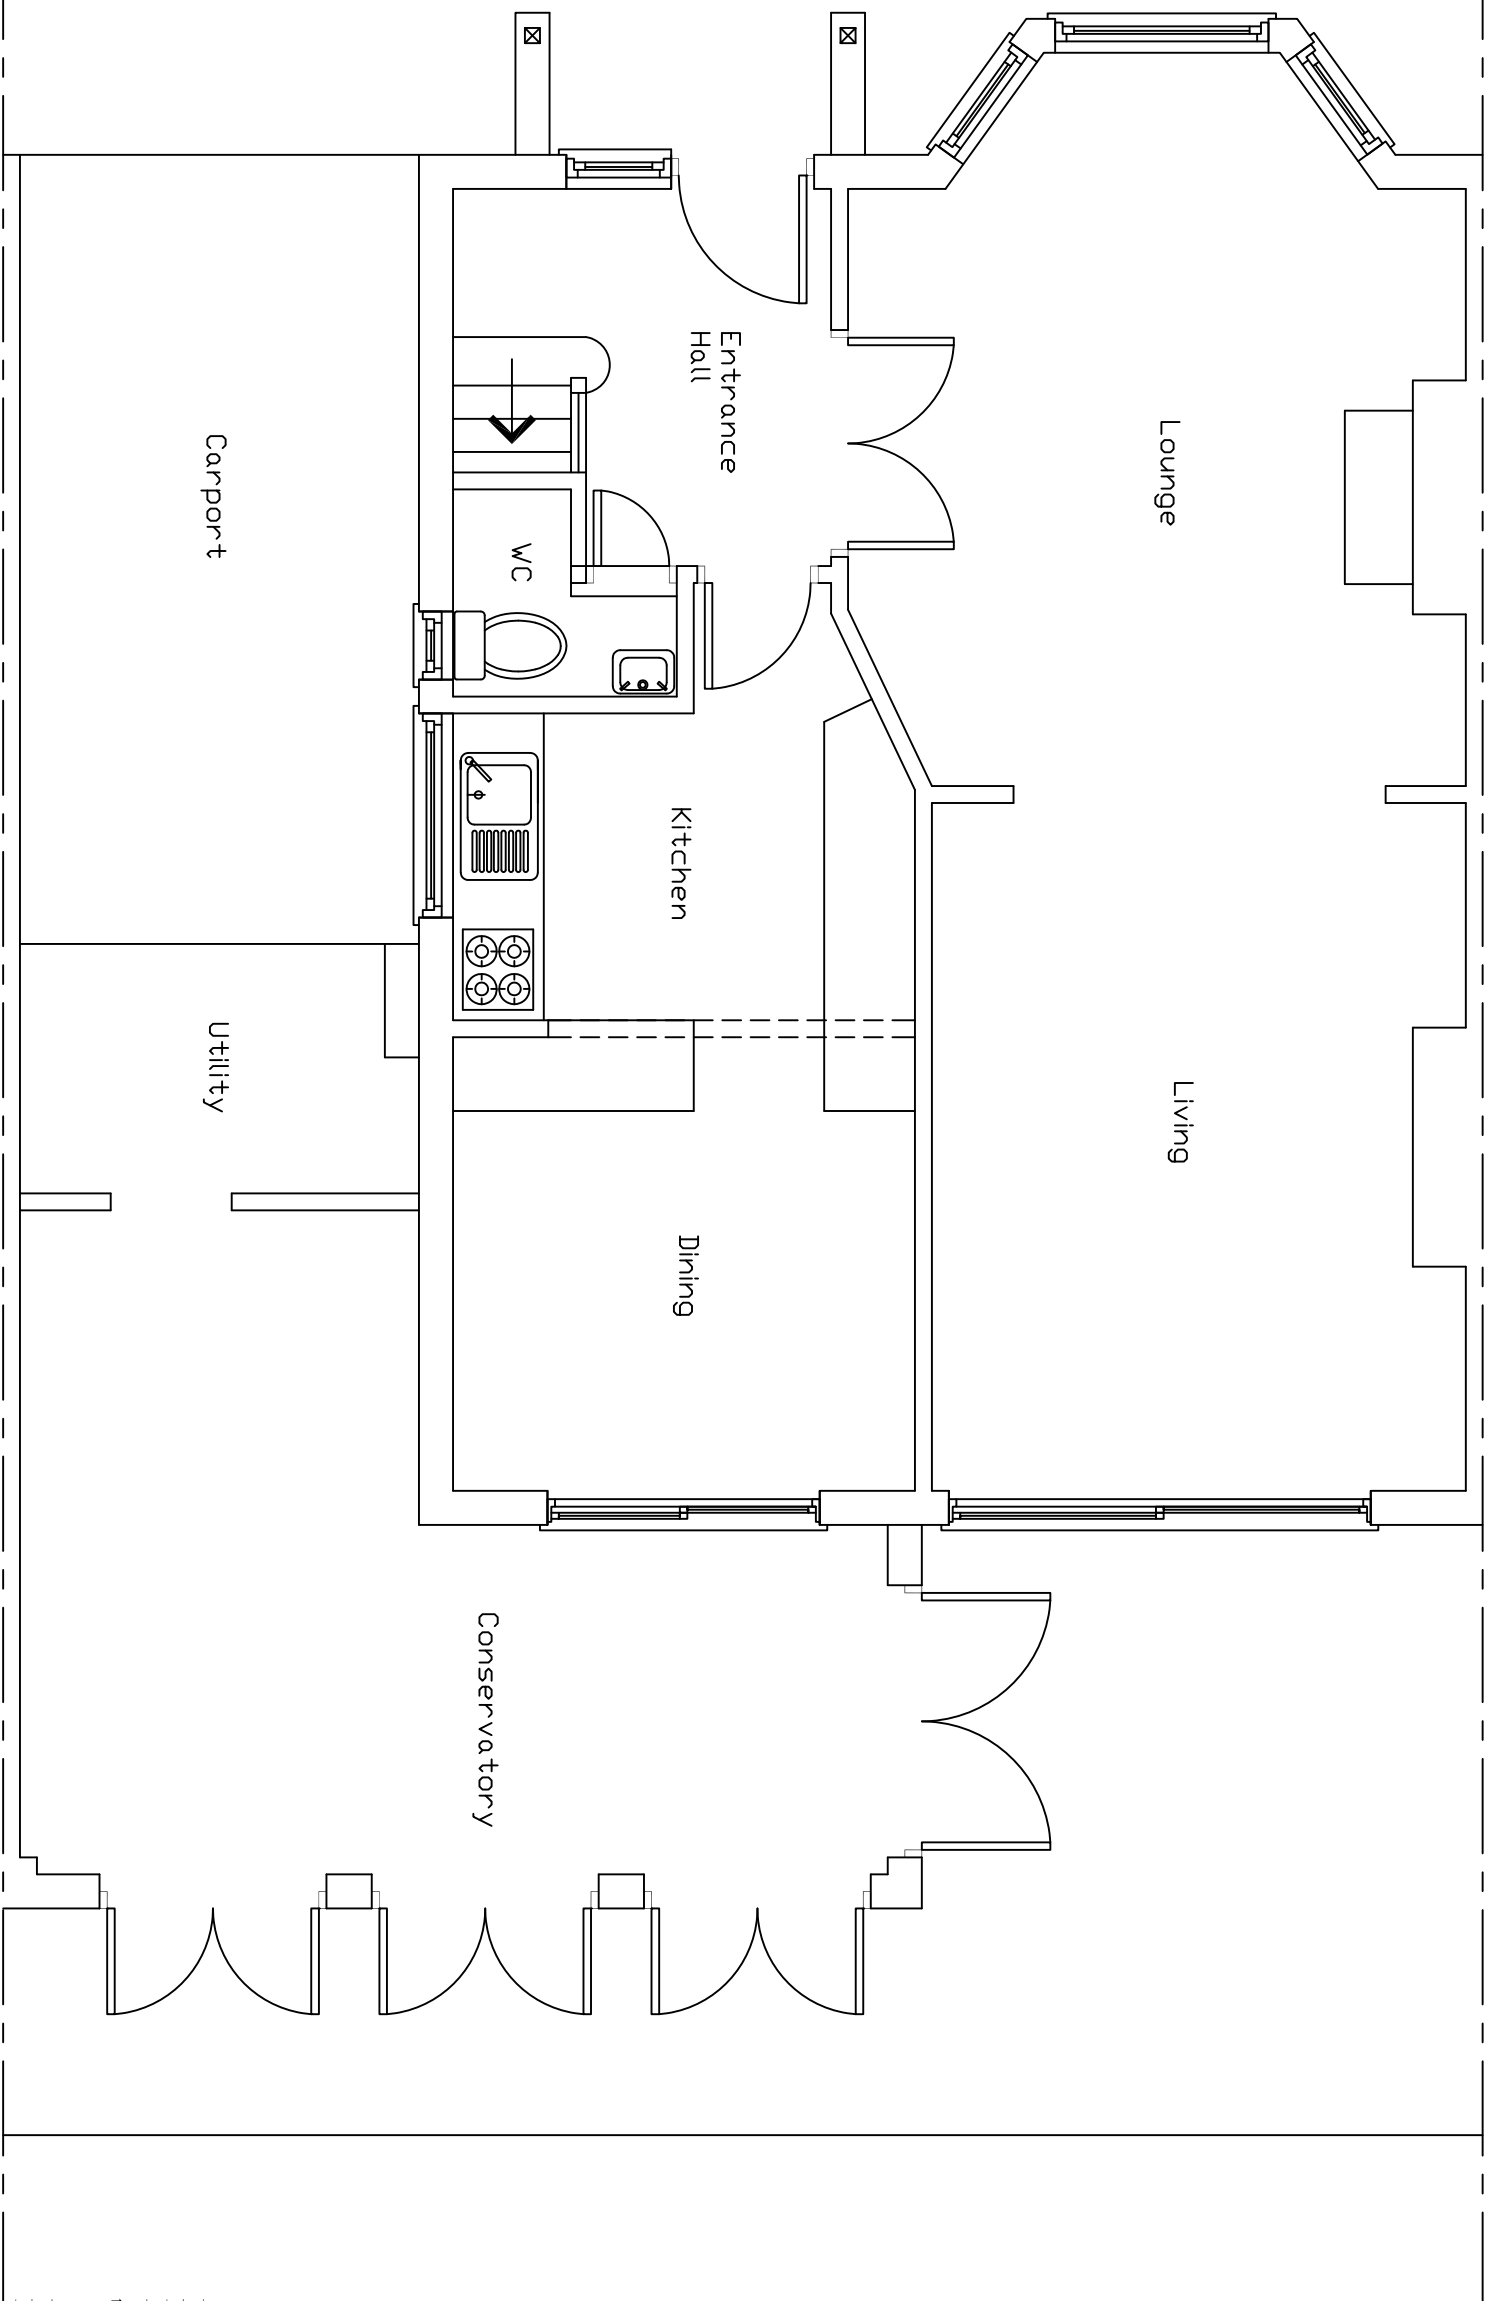 Entrance
Hall
Lounge
Carport
WC
Kitchen
Utility
Living
Dining
Conservatory